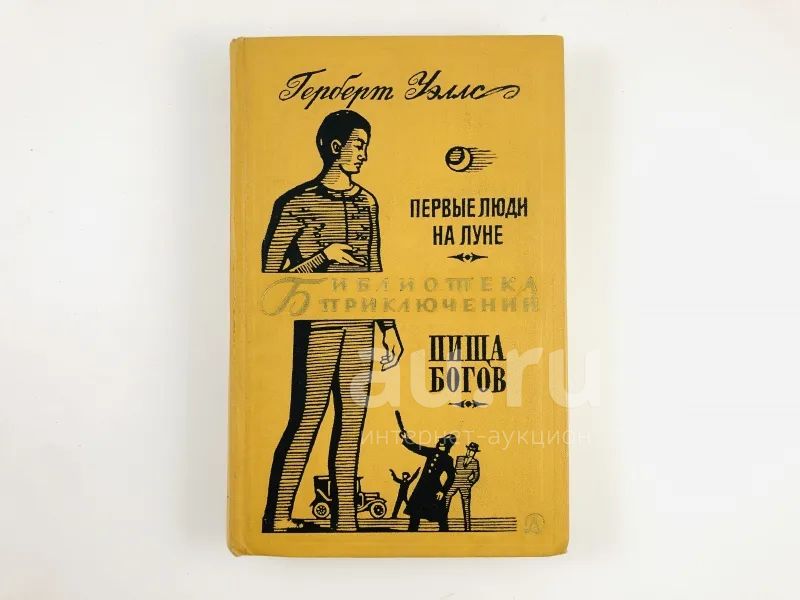 Герберт Уэллс
ПЕРВЫЕ ЛЮДИ
НА ЛУНЕ
БИБЛИОТЕКА
ПРИКЛЮЧЕНИЙ
ПИЩА
БОГОВ
au.ru
интернет-аукцион